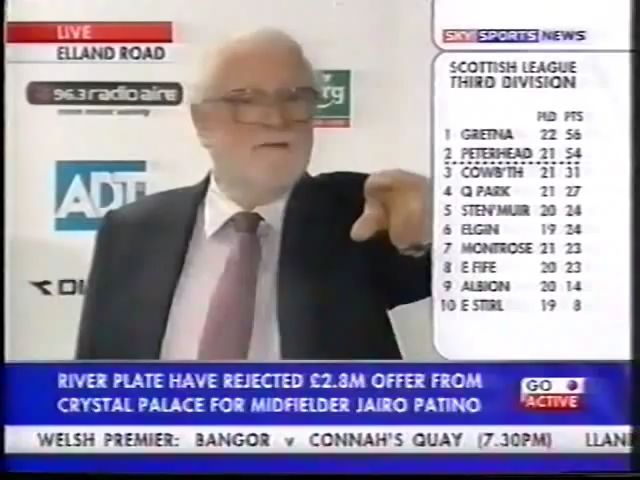 LIVE
ELLAND ROAD
96.3 radio aire
ADT
SKY SPORTS NEWS
SCOTTISH LEAGUE
THIRD DIVISION
PLD PTS
1 GRETNA 22 56
2 PETERHEAD 21 54
3 COWB'TH 21 31
4 Q PARK 21 27
5 STEN'MUIR 20 24
6 ELGIN 19 24
7 MONTROSE 21 23
8 E FIFE 20 23
9 ALBION 20 14
10 E STIRL 19 8
RIVER PLATE HAVE REJECTED £2.8M OFFER FROM
CRYSTAL PALACE FOR MIDFIELDER JAIRO PATINO
GO
ACTIVE
WELSH PREMIER: BANGOR v CONNAH'S QUAY (7.30PM) LLAN